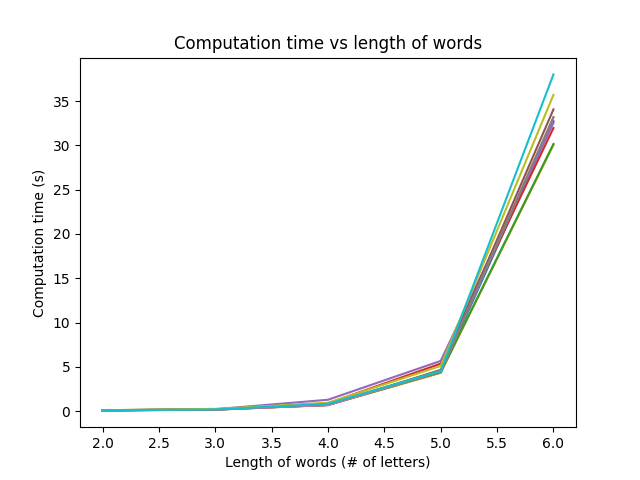 Computation time vs length of words
35
30
25
20
15
10
5
0
Computation time (s)
2.0 2.5 3.0 3.5 4.0 4.5 5.0 5.5 6.0
Length of words (# of letters)